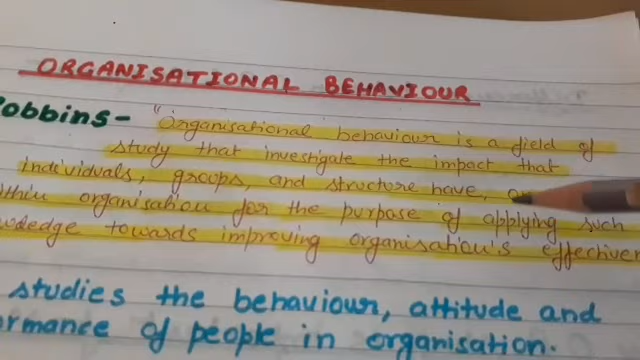 ORGANISATIONAL BEHAVIOUR
obbins- "Organisational behaviour is a field of
study that investigate the impact that
individuals, groups, and structure have,
organisation for the purpose of applying such
towards improving organisation's
studies the behaviour, attitude and
ormance of people in organisation.